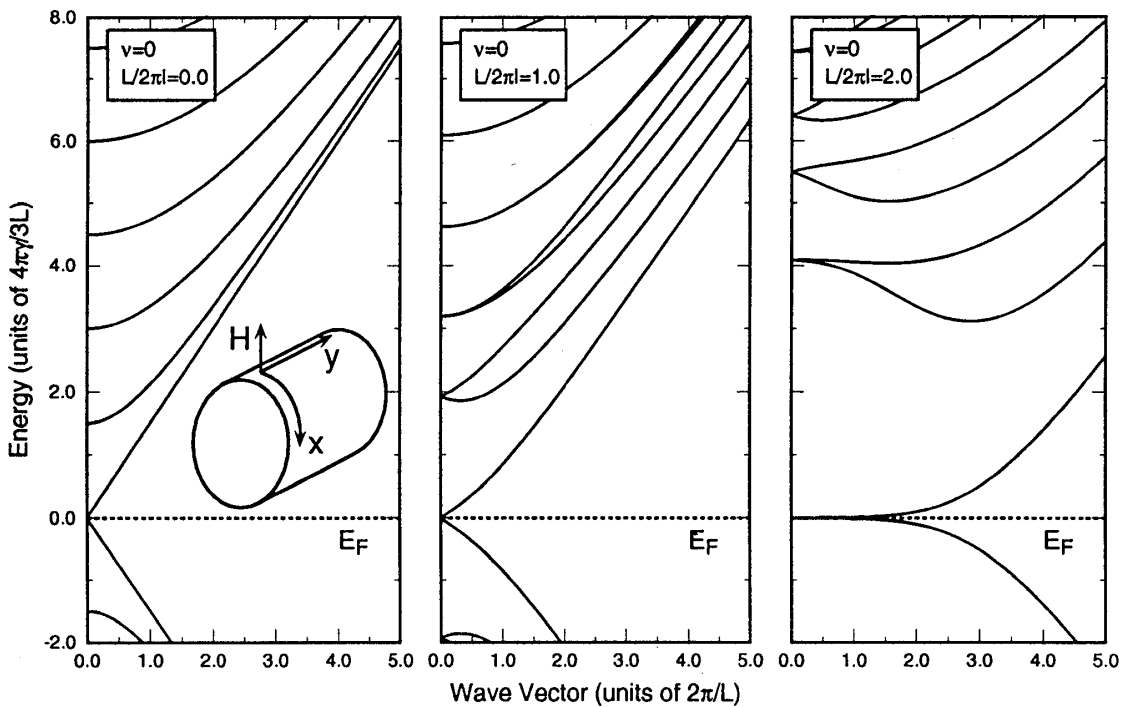 Energy (units of 4πγ/3L)
8.0
6.0
4.0
2.0
0.0
-2.0
ν=0
L/2πl=0.0
H
y
x
E_F
0.0 1.0 2.0 3.0 4.0 5.0
ν=0
L/2πl=1.0
E_F
0.0 1.0 2.0 3.0 4.0 5.0
ν=0
L/2πl=2.0
E_F
0.0 1.0 2.0 3.0 4.0 5.0
Wave Vector (units of 2π/L)